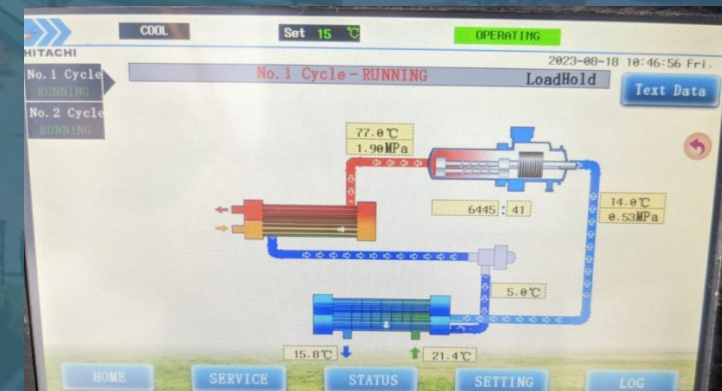 COOL
Set 15 ℃
OPERATING
HITACHI
2023-08-18 10:46:56 Fri.
No.1 Cycle
RUNNING
No.1 Cycle-RUNNING
LoadHold
Text Data
No.2 Cycle
RUNNING
77.0℃
1.90MPa
6445:41
14.0℃
0.53MPa
5.0℃
15.8℃
21.4℃
HOME
SERVICE
STATUS
SETTING
LOG